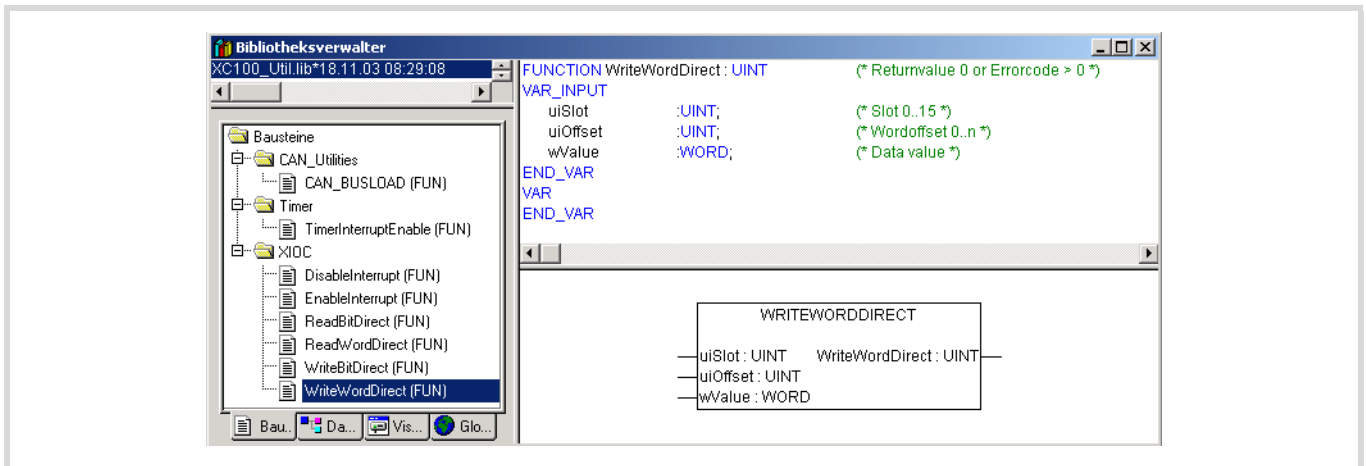 Bibliotheksverwalter
XC100_Util.lib*18.11.03 08:29:08
Bausteine
CAN_Utilities
CAN_BUSLOAD (FUN)
Timer
TimerInterruptEnable (FUN)
XIOC
DisableInterrupt (FUN)
EnableInterrupt (FUN)
ReadBitDirect (FUN)
ReadWordDirect (FUN)
WriteBitDirect (FUN)
WriteWordDirect (FUN)
Bau.. Da... Vis... Glo...
FUNCTION WriteWordDirect : UINT (* Returnvalue 0 or Errorcode > 0 *)
VAR_INPUT
uiSlot :UINT; (* Slot 0..15 *)
uiOffset :UINT; (* Wordoffset 0..n *)
wValue :WORD; (* Data value *)
END_VAR
VAR
END_VAR
WRITEWORDDIRECT
uiSlot : UINT WriteWordDirect : UINT
uiOffset : UINT
wValue : WORD